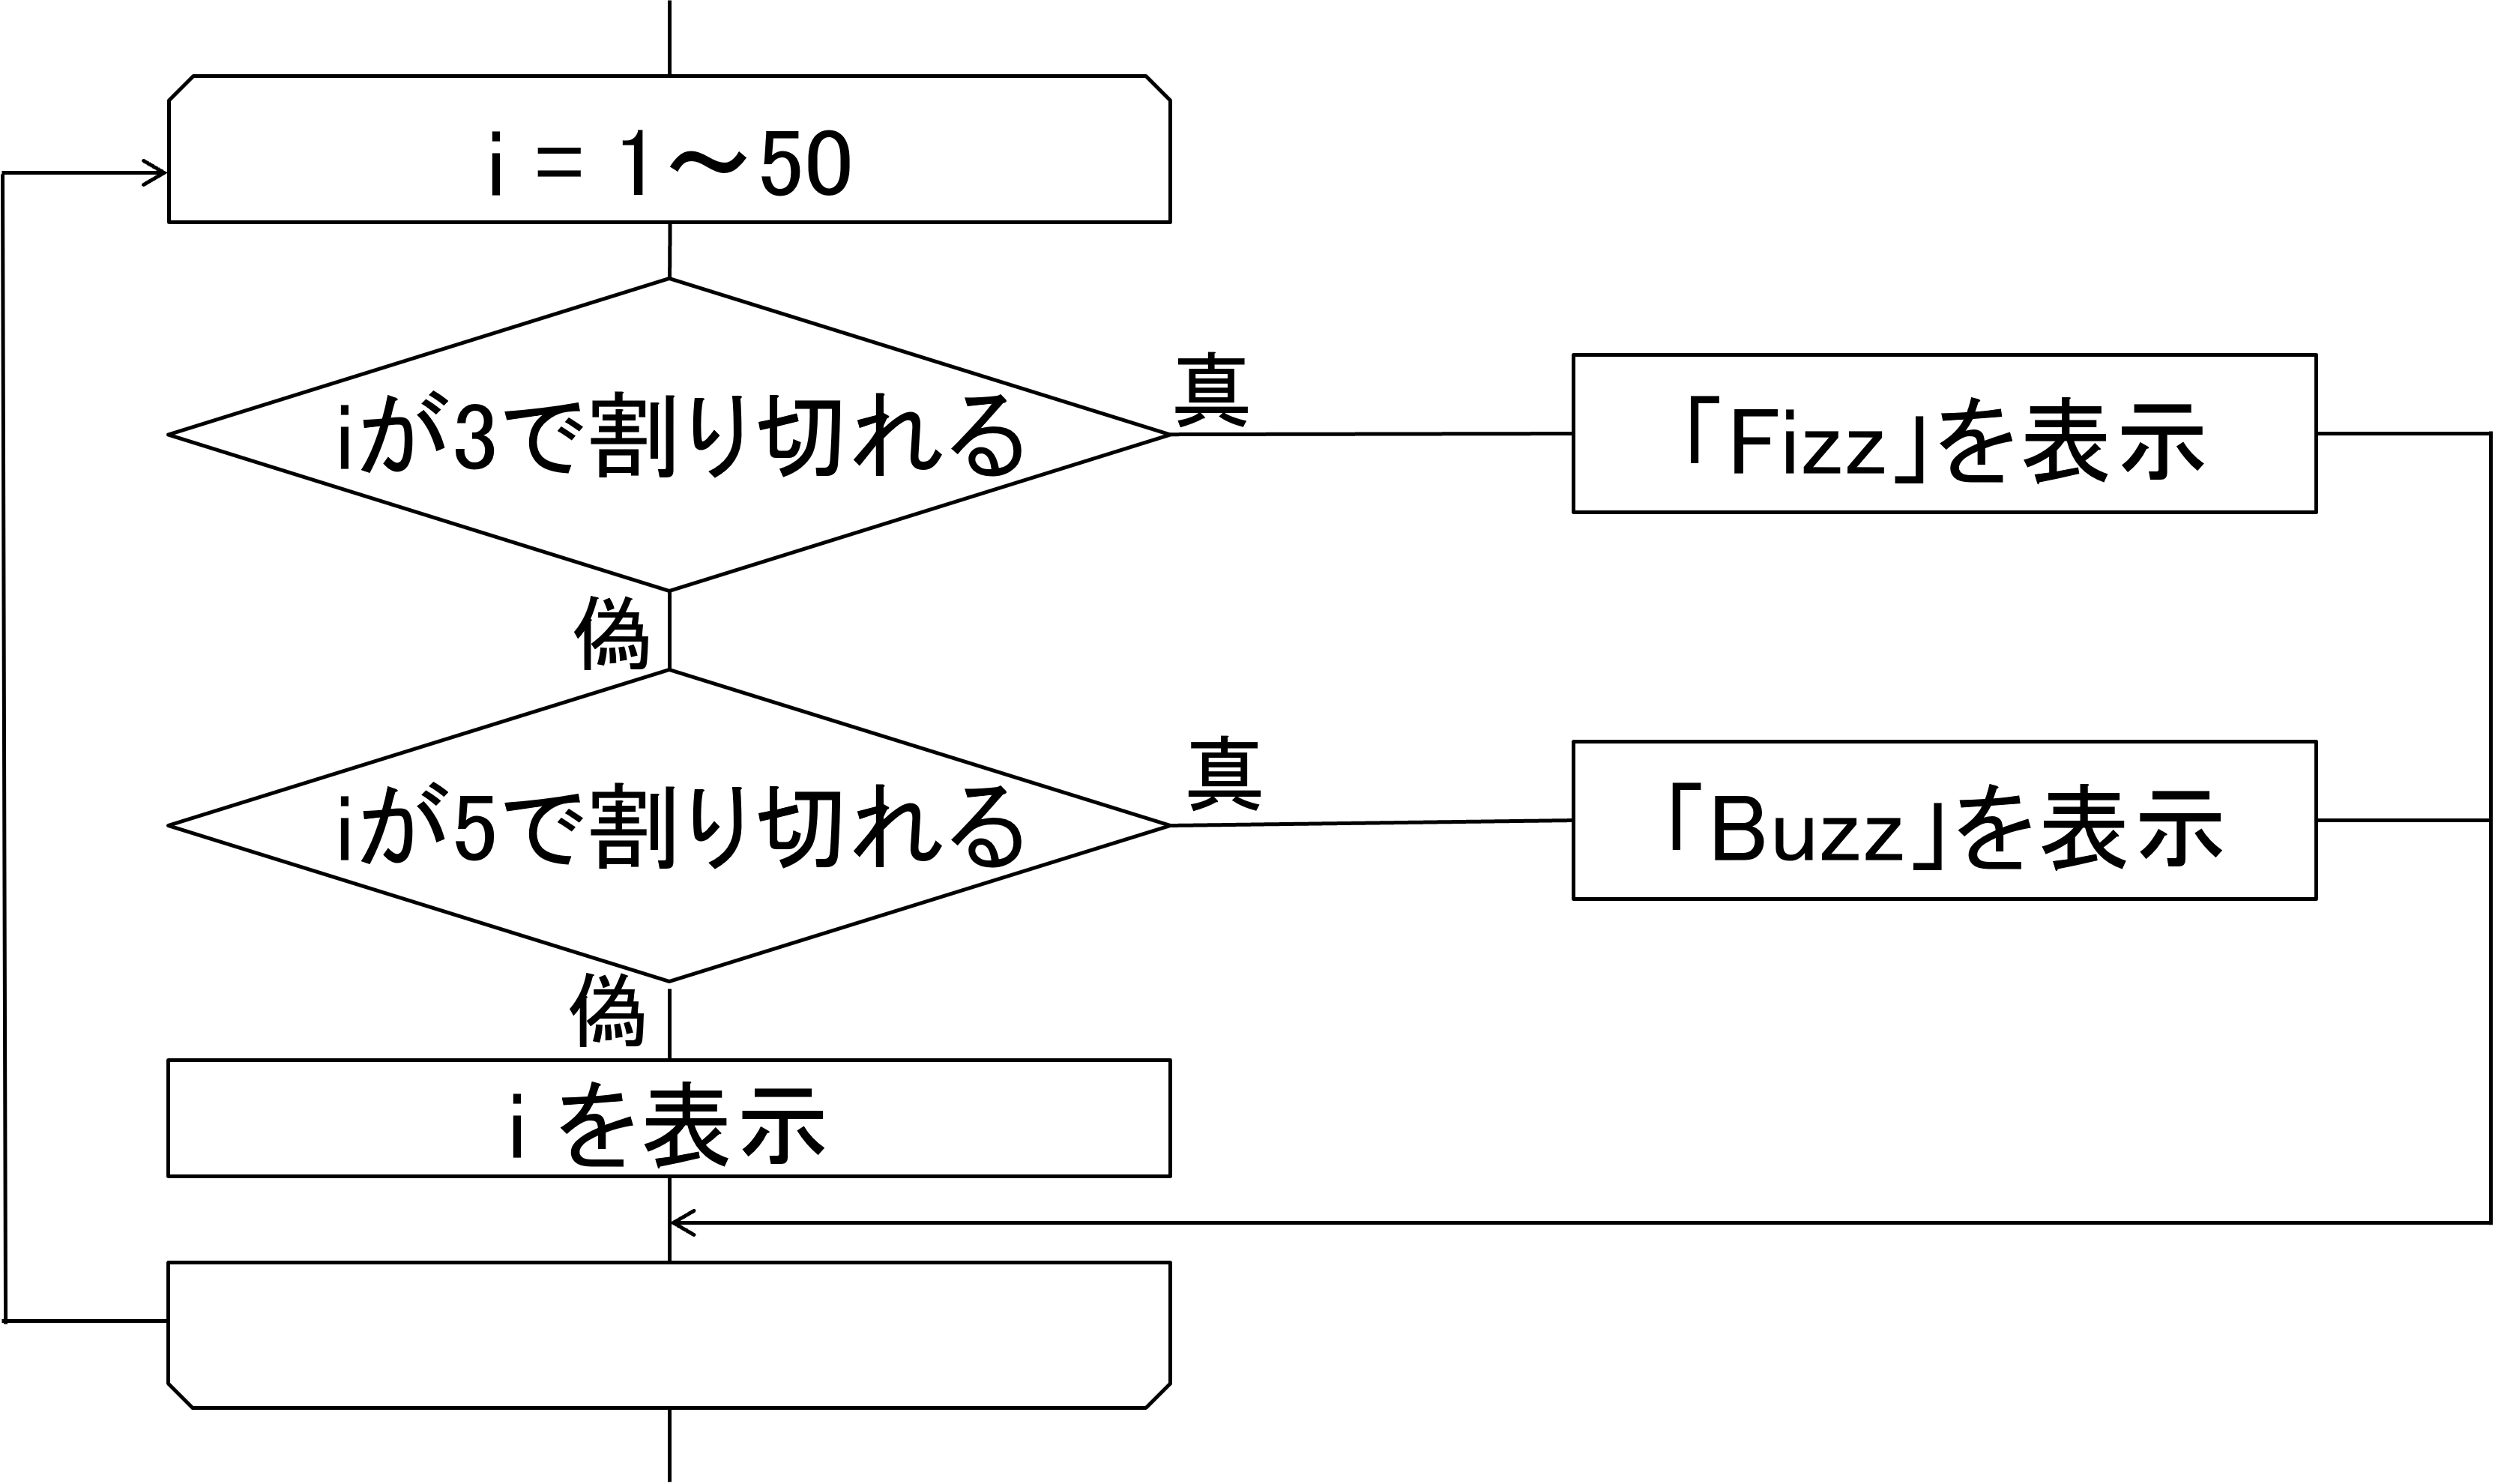 i = 1～50
iが3で割り切れる
真
「Fizz」を表示
偽
iが5で割り切れる
真
「Buzz」を表示
偽
i を表示